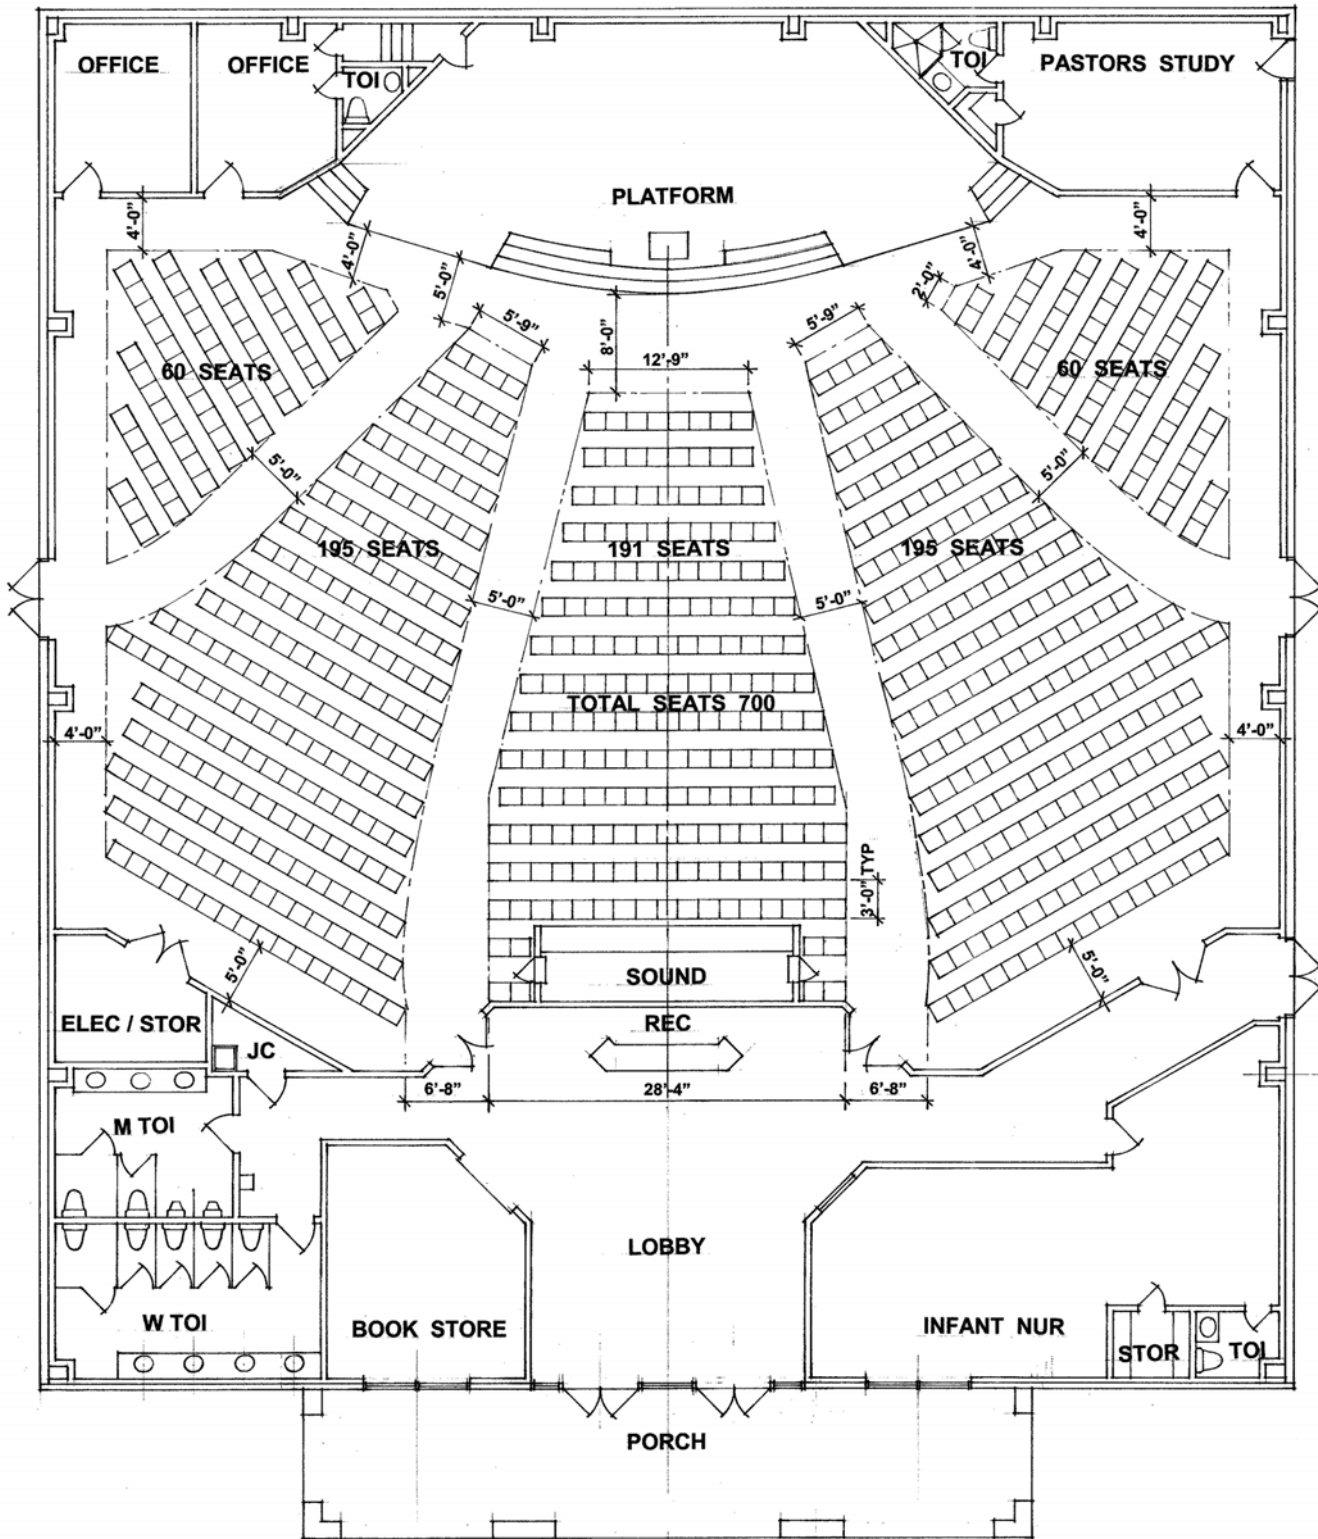 OFFICE
OFFICE
TOI
TOI
PASTORS STUDY
PLATFORM
4'-0"
4'-0"
4'-0"
4'-0"
5'-0"
2'-0"
5'-9"
8'-0"
5'-9"
12'-9"
60 SEATS
60 SEATS
5'-0"
5'-0"
195 SEATS
191 SEATS
195 SEATS
5'-0"
5'-0"
TOTAL SEATS 700
4'-0"
4'-0"
3'-0" TYP
5'-0"
SOUND
5'-0"
ELEC / STOR
REC
JC
6'-8"
28'-4"
6'-8"
M TOI
LOBBY
W TOI
BOOK STORE
INFANT NUR
STOR
TOI
PORCH